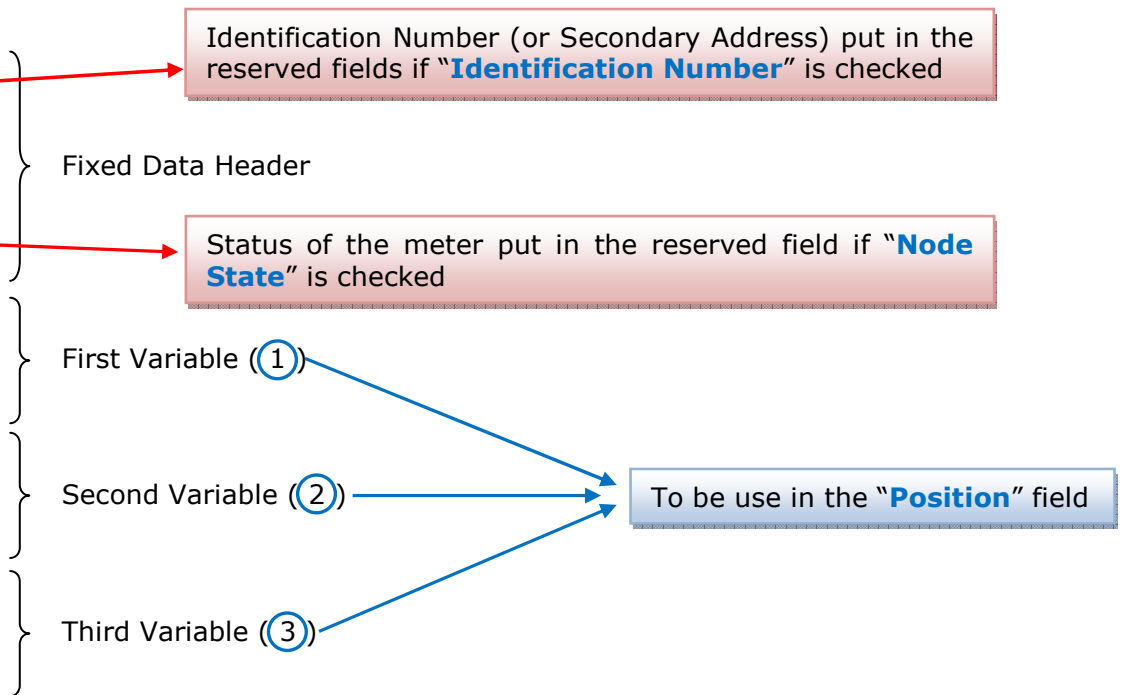 Identification Number (or Secondary Address) put in the
reserved fields if “Identification Number” is checked
Fixed Data Header
Status of the meter put in the reserved field if “Node
State” is checked
First Variable (1)
Second Variable (2)
To be use in the “Position” field
Third Variable (3)